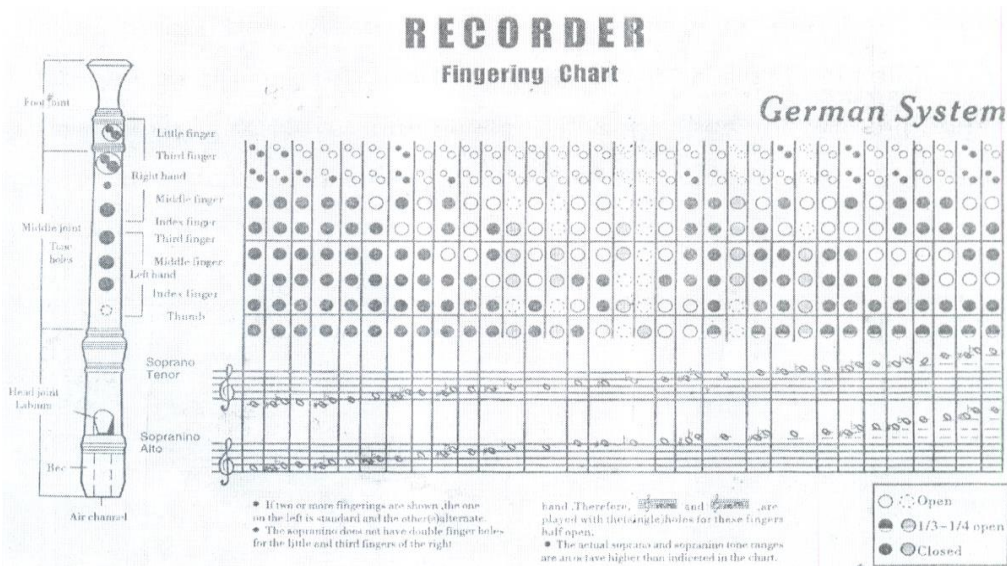 RECORDER
Fingering Chart
German System
Foot joint
Little finger
Third finger
Right hand
Middle finger
Index finger
Middle joint
Third finger
Tone
holes
Middle finger
Left hand
Index finger
Thumb
Soprano
Tenor
Head joint
Labium
Sopranino
Alto
Bec
Air channel
• If two or more fingerings are shown ,the one
on the left is standard and the other(s)alternate.
• The sopranino does not have double finger holes
for the little and third fingers of the right
hand .Therefore, and ,are
played with the(single)holes for these fingers
half open.
• The actual soprano and sopranino tone ranges
are an octave higher than indicated in the chart.
Open
1/3-1/4 open
Closed